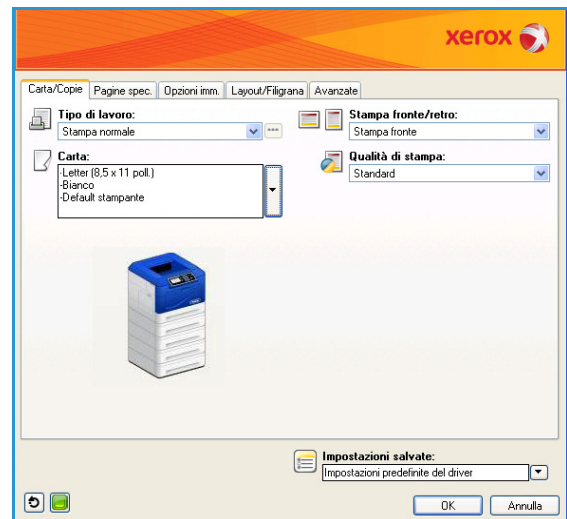 xerox
Carta/Copie Pagine spec. Opzioni imm. Layout/Filigrana Avanzate
Tipo di lavoro:
Stampa normale
Stampa fronte/retro:
Stampa fronte
Carta:
-Letter (8,5 x 11 poll.)
-Bianco
-Default stampante
Qualità di stampa:
Standard
Impostazioni salvate:
Impostazioni predefinite del driver
OK Annulla